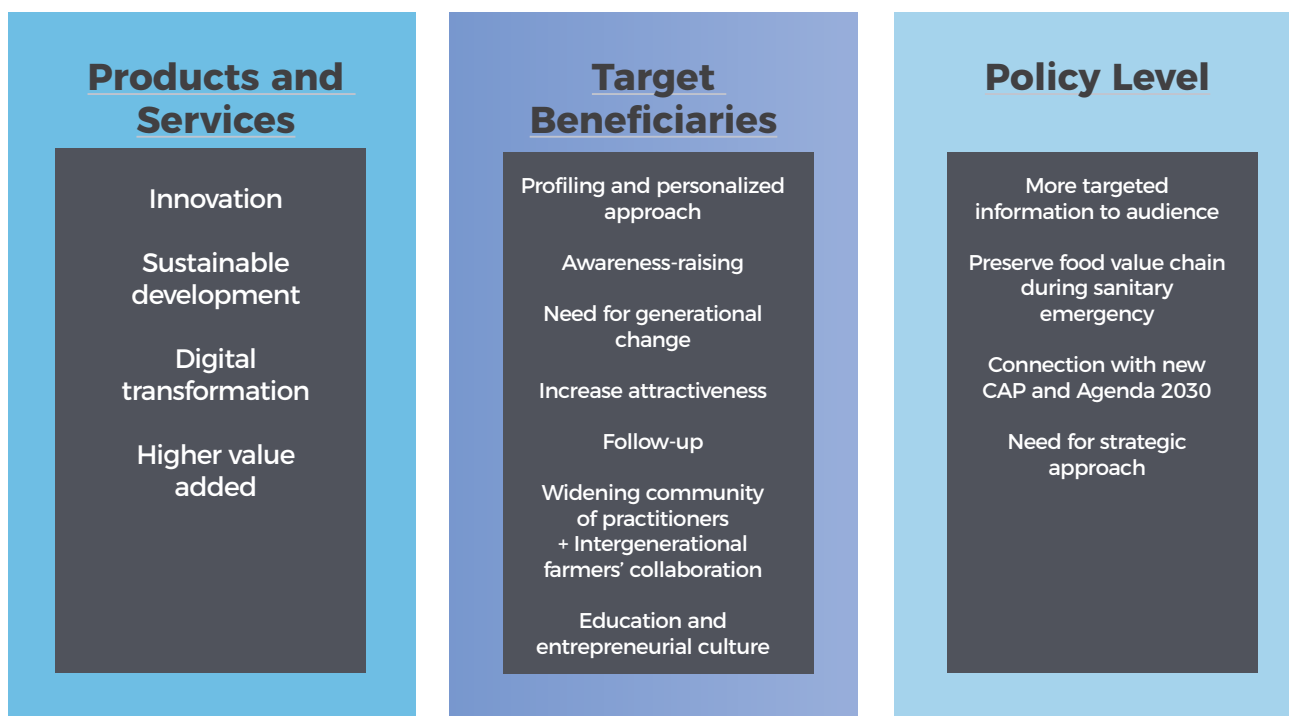 Products and
Services
Innovation
Sustainable
development
Digital
transformation
Higher value
added
Target
Beneficiaries
Profiling and personalized
approach
Awareness-raising
Need for generational
change
Increase attractiveness
Follow-up
Widening community
of practitioners
+ Intergenerational
farmers’ collaboration
Education and
entrepreneurial culture
Policy Level
More targeted
information to audience
Preserve food value chain
during sanitary
emergency
Connection with new
CAP and Agenda 2030
Need for strategic
approach